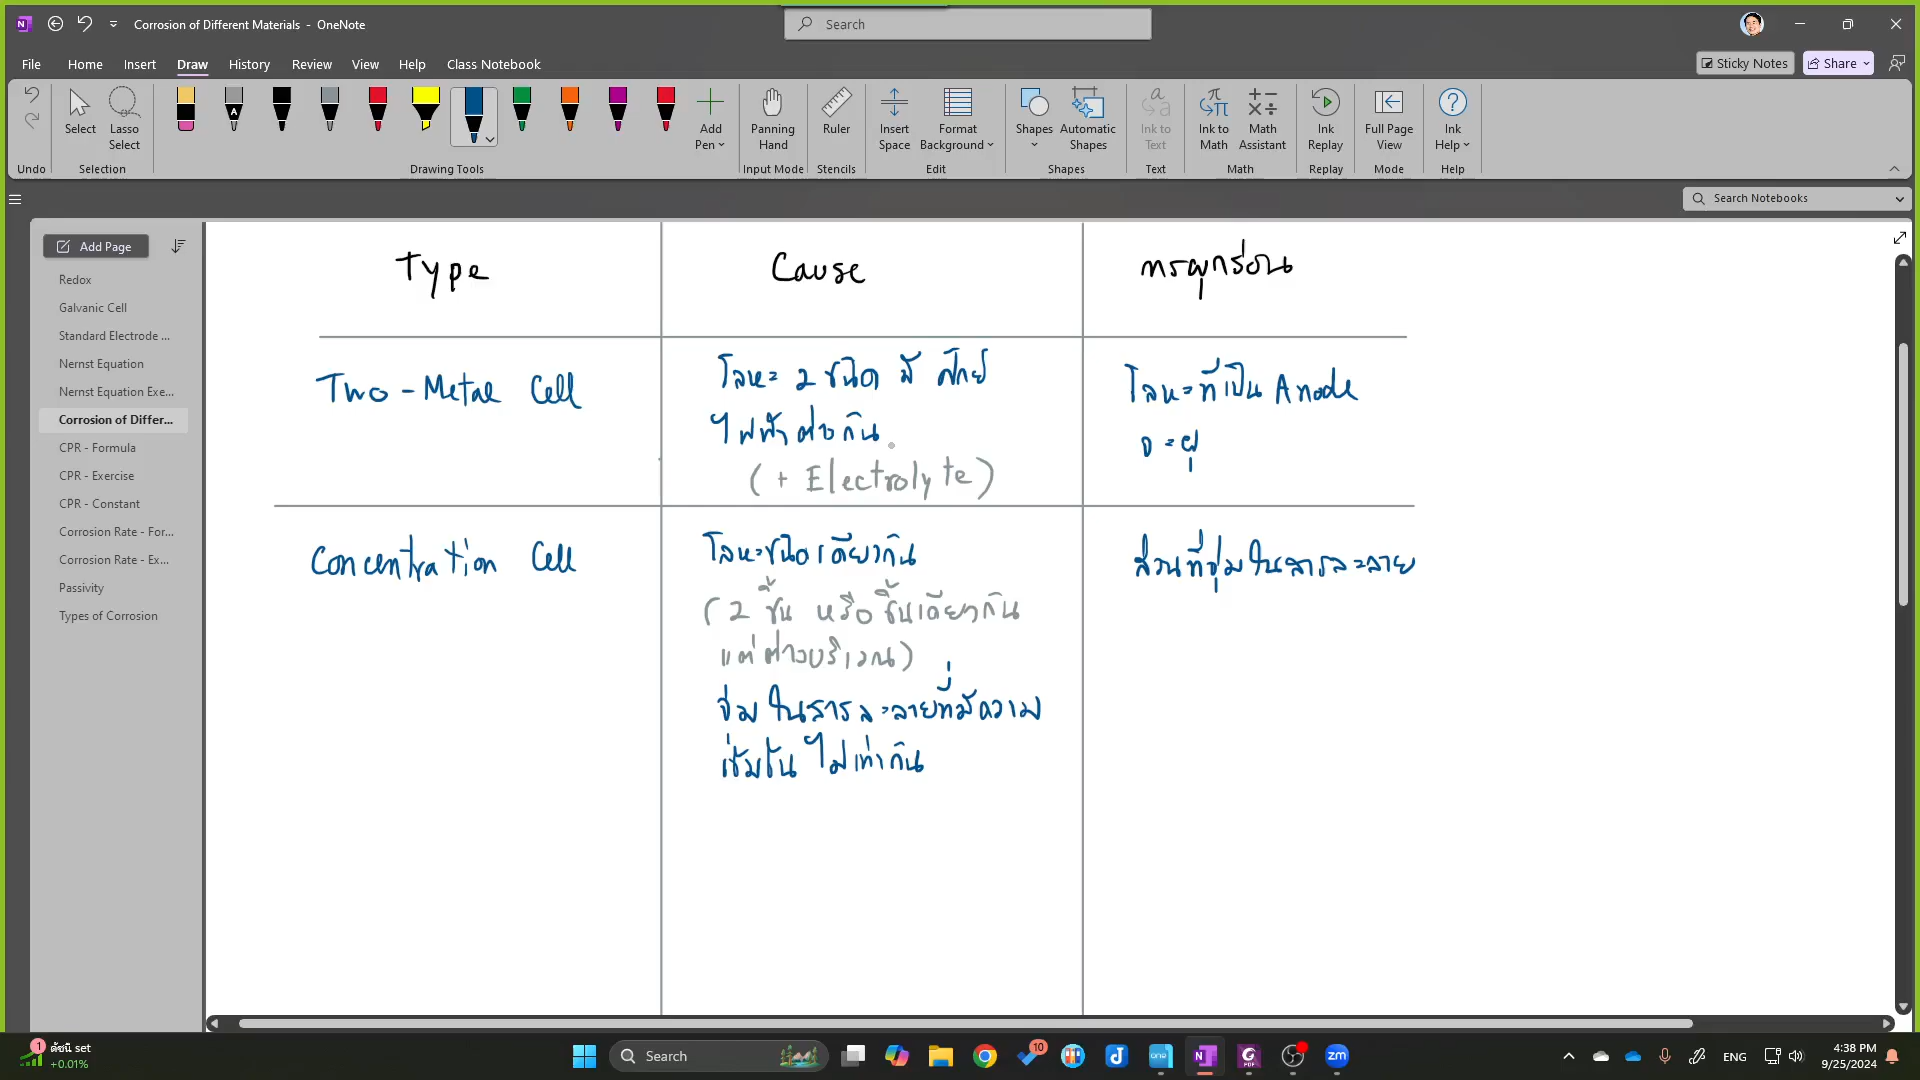 Corrosion of Different Materials - OneNote
Search
File Home Insert Draw History Review View Help Class Notebook
Sticky Notes
Share
Select
Lasso Select
Add Pen
Panning Hand
Ruler
Insert Space
Format Background
Shapes
Automatic Shapes
Ink to Text
Ink to Math
Math Assistant
Ink Replay
Full Page View
Ink Help
Undo Selection Drawing Tools Input Mode Stencils Edit Shapes Text Math Replay Mode Help
Search Notebooks
Add Page
Redox
Galvanic Cell
Standard Electrode ...
Nernst Equation
Nernst Equation Exe...
Corrosion of Differ...
CPR - Formula
CPR - Exercise
CPR - Constant
Corrosion Rate - For...
Corrosion Rate - Ex...
Passivity
Types of Corrosion
Type Cause การผุกร่อน
Two-Metal Cell
โลหะ 2 ชนิด มี ศักย์
ไฟฟ้าต่างกัน
(+ Electrolyte)
โลหะที่เป็น Anode
จะผุ
Concentration Cell
โลหะชนิดเดียวกัน
(2 ชิ้น หรือ ชิ้นเดียวกัน
แต่ต่างบริเวณ)
จุ่มในสารละลายที่มีความ
เข้มข้น ไม่เท่ากัน
ส่วนที่จุ่มในสารละลาย
1 ดัชนี set
+0.01%
Search
10
ENG
4:38 PM
9/25/2024